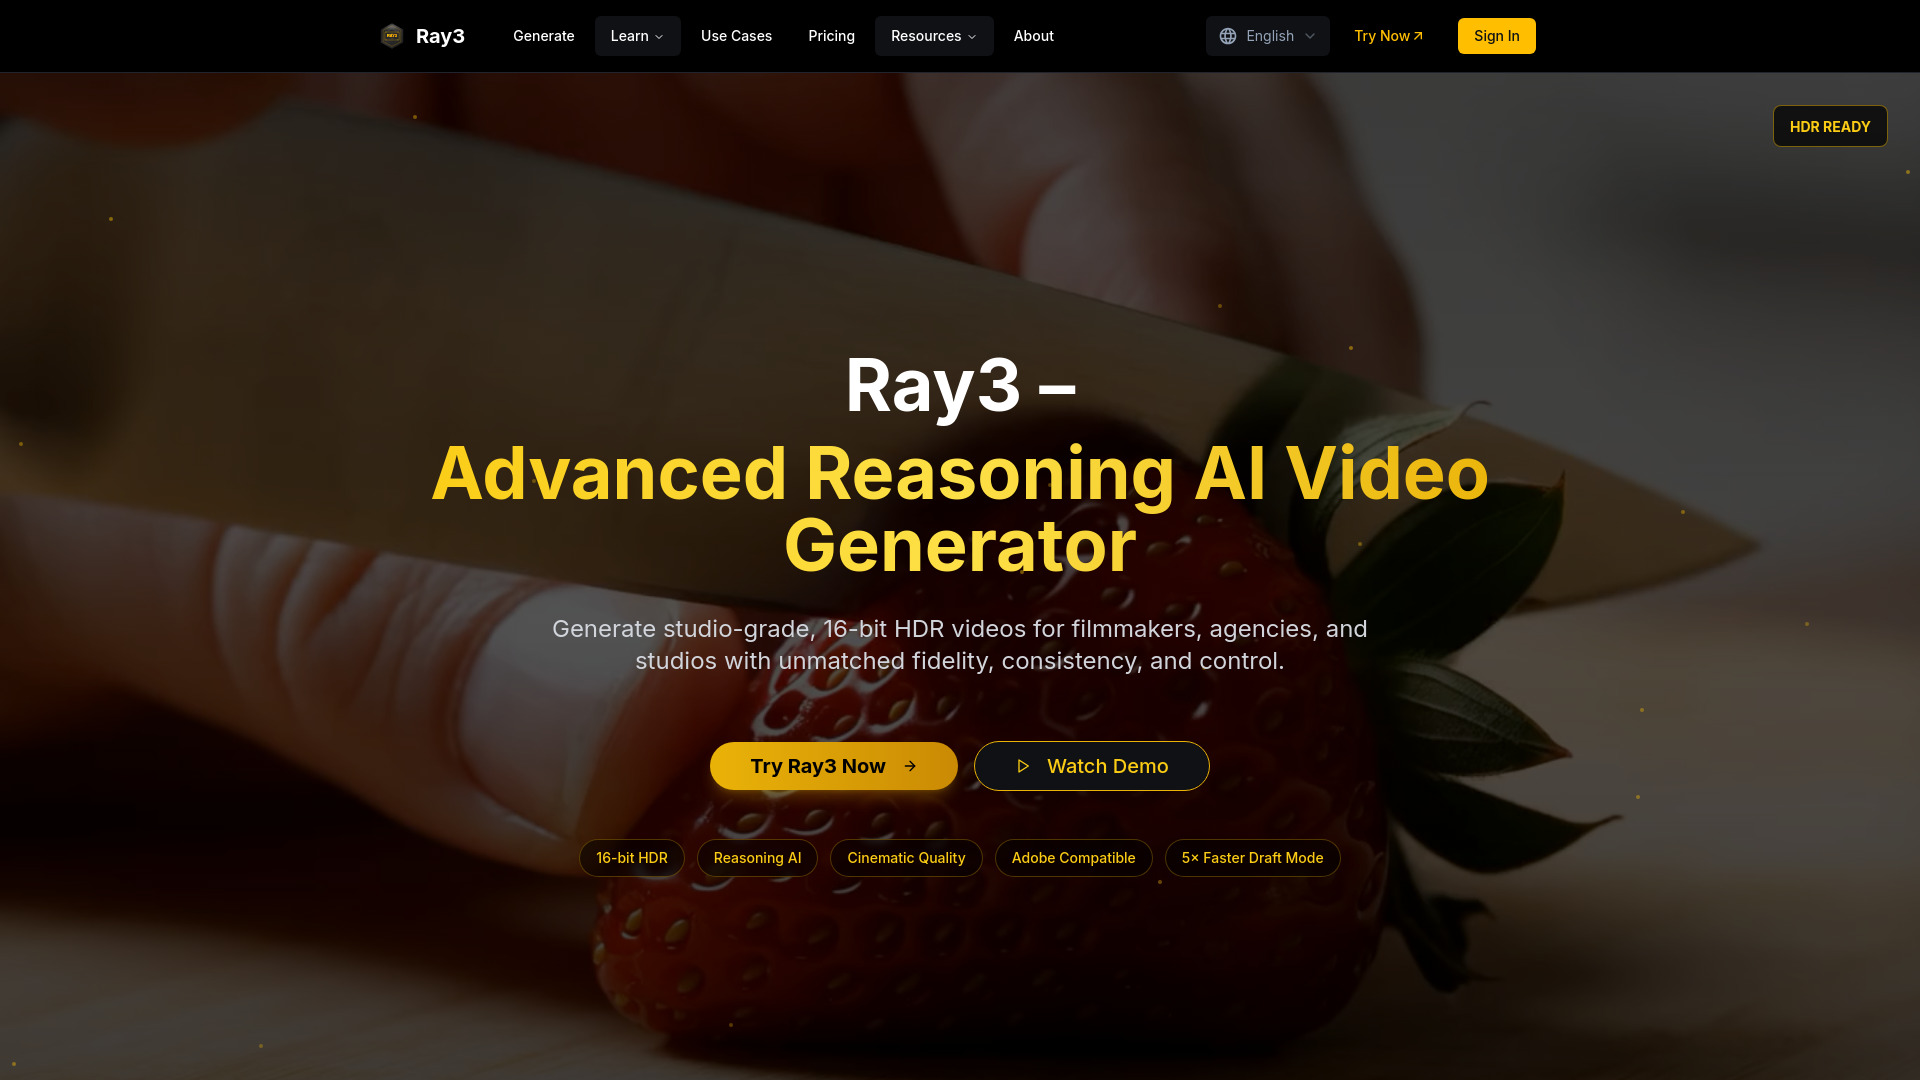 Ray3
Generate
Learn
Use Cases
Pricing
Resources
About
English
Try Now
Sign In
HDR READY
Ray3 –
Advanced Reasoning AI Video
Generator
Generate studio-grade, 16-bit HDR videos for filmmakers, agencies, and
studios with unmatched fidelity, consistency, and control.
Try Ray3 Now
Watch Demo
16-bit HDR
Reasoning AI
Cinematic Quality
Adobe Compatible
5× Faster Draft Mode